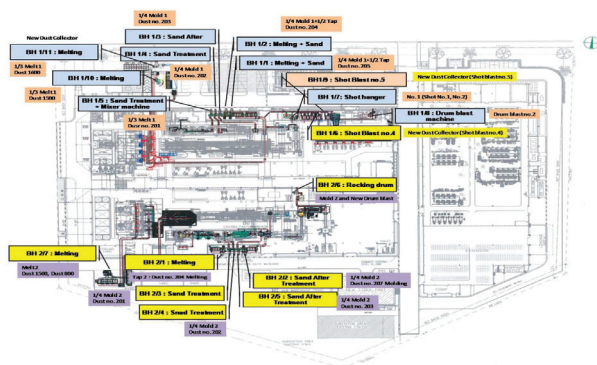 1/4 Mold 1
Dust no. 203
1/4 Mold 1+1/2 Tap
Dust no. 204
BH 1/3 : Sand After
BH 1/2 : Melting + Sand
New Dust Collector
BH 1/11 : Melting
BH 1/4 : Sand Treatment
1/4 Mold 1+1/2 Tap
Dust no. 205
BH 1/1 : Melting + Sand
1/3 Melt1
Dust 1600
1/4 Mold 1
Dust no. 202
BH 1/9 : Shot Blast no.5
New Dust Collector (Shot blast no.5)
BH 1/10 : Melting
BH 1/7 : Shot hanger
No. 1 (Shot No.1, No.2)
1/3 Melt 1
Dust 1500
BH 1/5 : Sand Treatment
+ Mixer machine
BH 1/8 : Drum blast
machine
Drum blast no.2
1/3 Melt 1
Dust no. 201
BH 1/6 : Shot Blast no.4
New Dust Collector (Shot blast no.4)
BH 2/6 : Rocking drum
Mold 2 and New Drum blast
BH 2/7 : Melting
BH 2/1 : Melting
Melt 2
Dust 1500, Dust 800
Tap 2 : Dust no. 204 Melting
BH 2/2 : Sand After
Treatment
1/4 Mold 2
Dust no. 202 Molding
1/4 Mold 2
Dust no. 201
BH 2/3 : Sand Treatment
BH 2/5 : Sand After
Treatment
1/4 Mold 2
Dust no. 203
BH 2/4 : Snad Treatment
1/4 Mold 2
Dust no. 202